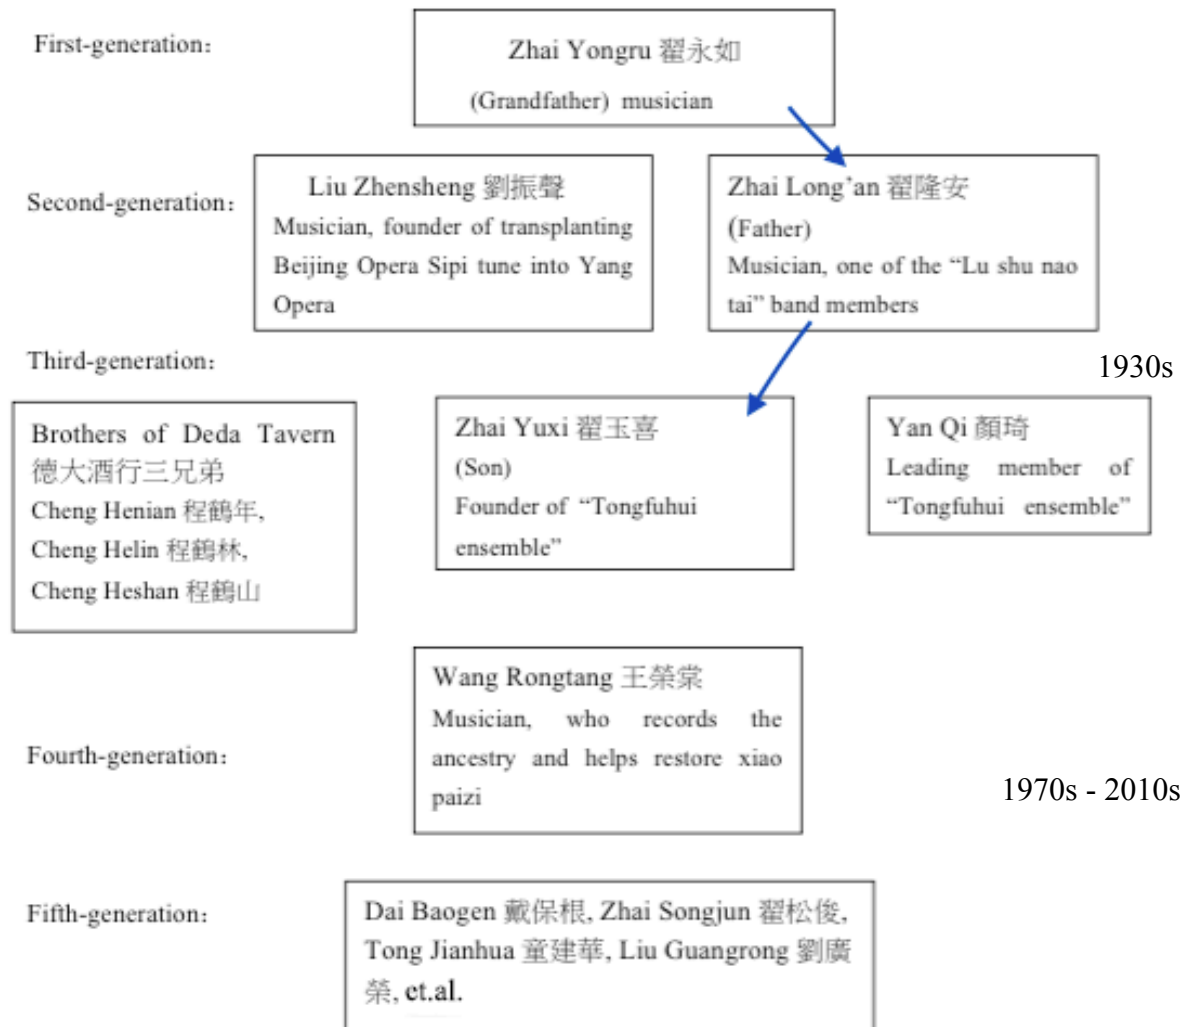 First-generation:
Zhai Yongru 翟永如
(Grandfather) musician
Second-generation:
Liu Zhensheng 劉振聲
Musician, founder of transplanting
Beijing Opera Sipi tune into Yang
Opera
Zhai Long’an 翟隆安
(Father)
Musician, one of the “Lu shu nao
tai” band members
Third-generation:
1930s
Brothers of Deda Tavern
德大酒行三兄弟
Cheng Henian 程鶴年,
Cheng Helin 程鶴林,
Cheng Heshan 程鶴山
Zhai Yuxi 翟玉喜
(Son)
Founder of “Tongfuhui
ensemble”
Yan Qi 顏琦
Leading member of
“Tongfuhui ensemble”
Fourth-generation:
Wang Rongtang 王榮棠
Musician, who records the
ancestry and helps restore xiao
paizi
1970s - 2010s
Fifth-generation:
Dai Baogen 戴保根, Zhai Songjun 翟松俊,
Tong Jianhua 童建華, Liu Guangrong 劉廣
榮, et.al.